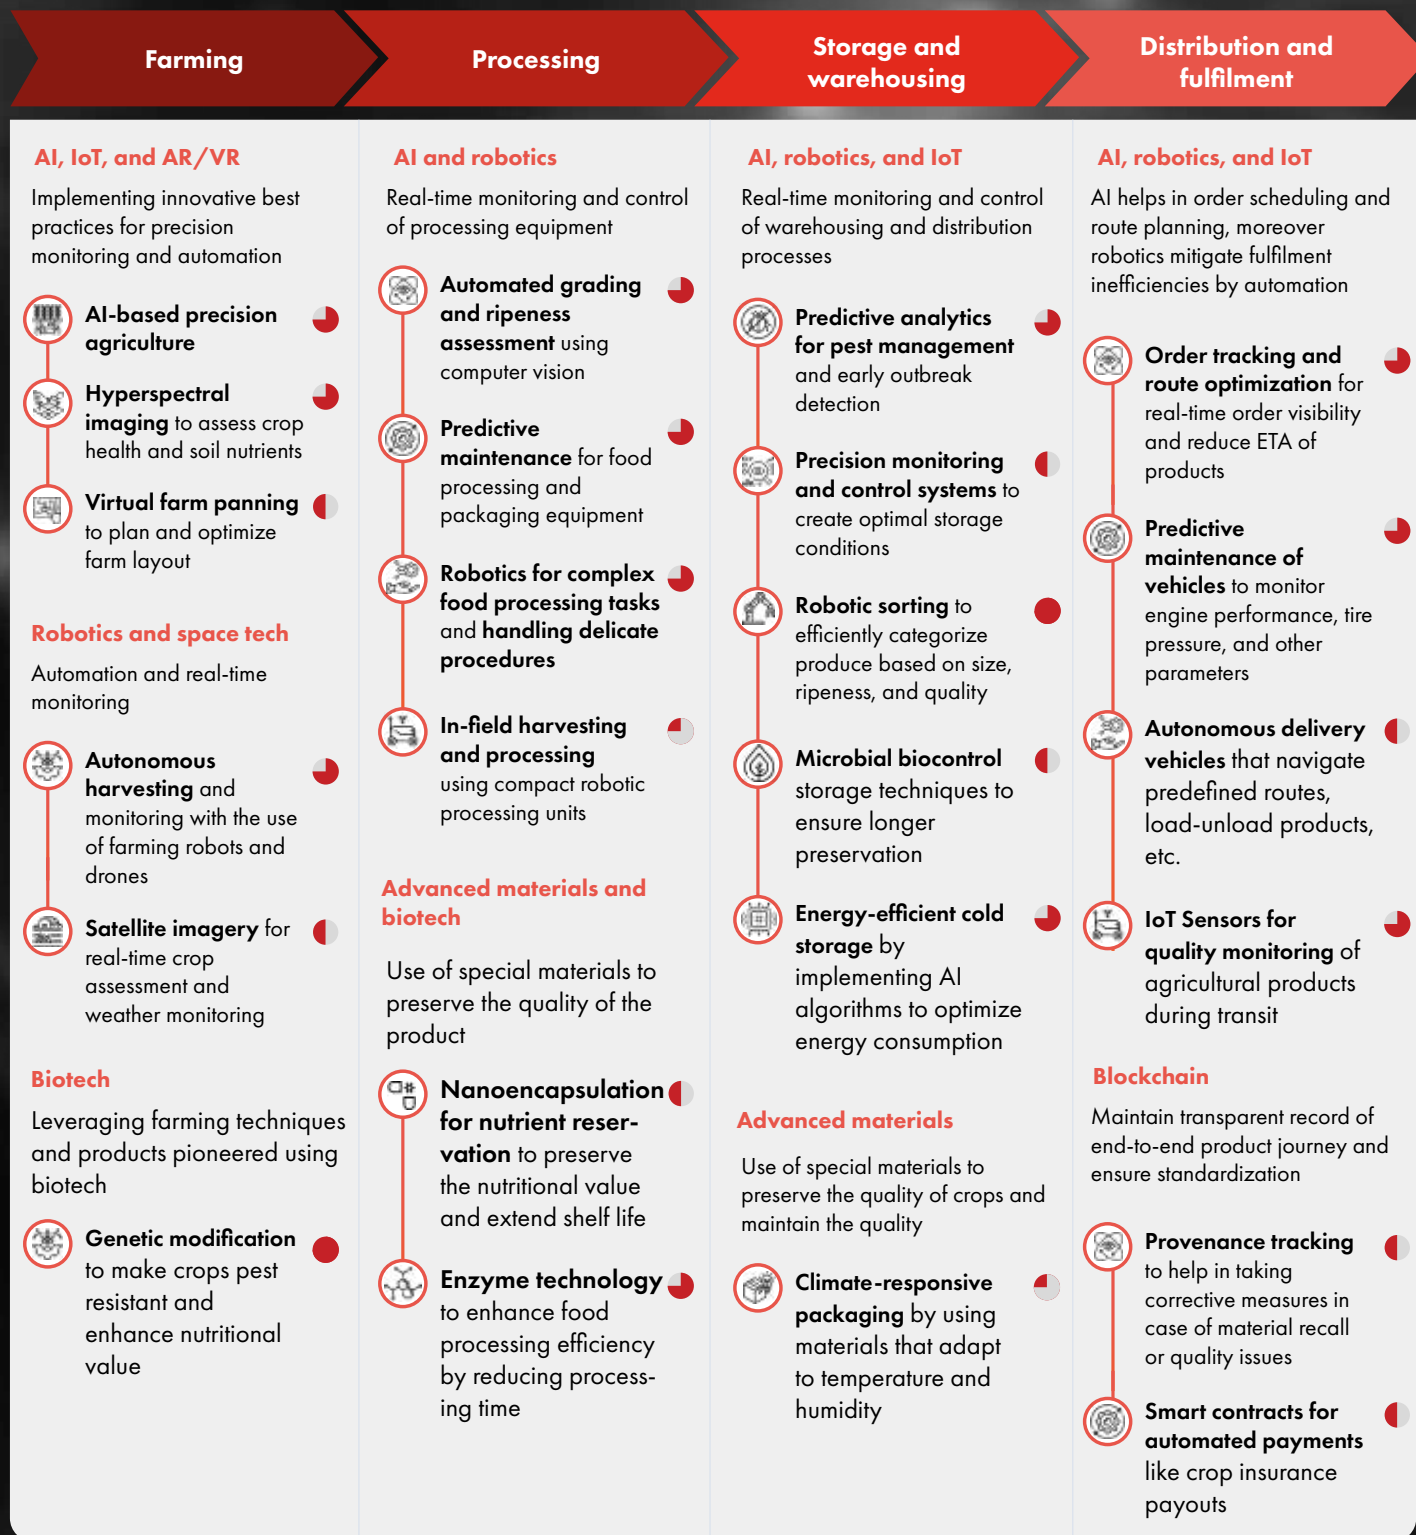 Farming
Processing
Storage and
warehousing
Distribution and
fulfilment
AI, IoT, and AR/VR
Implementing innovative best
practices for precision
monitoring and automation
AI-based precision
agriculture
Hyperspectral
imaging to assess crop
health and soil nutrients
Virtual farm panning
to plan and optimize
farm layout
Robotics and space tech
Automation and real-time
monitoring
Autonomous
harvesting and
monitoring with the use
of farming robots and
drones
Satellite imagery for
real-time crop
assessment and
weather monitoring
Biotech
Leveraging farming techniques
and products pioneered using
biotech
Genetic modification
to make crops pest
resistant and
enhance nutritional
value
AI and robotics
Real-time monitoring and control
of processing equipment
Automated grading
and ripeness
assessment using
computer vision
Predictive
maintenance for food
processing and
packaging equipment
Robotics for complex
food processing tasks
and handling delicate
procedures
In-field harvesting
and processing
using compact robotic
processing units
Advanced materials and
biotech
Use of special materials to
preserve the quality of the
product
Nanoencapsulation
for nutrient reser-
vation to preserve
the nutritional value
and extend shelf life
Enzyme technology
to enhance food
processing efficiency
by reducing process-
ing time
AI, robotics, and IoT
Real-time monitoring and control
of warehousing and distribution
processes
Predictive analytics
for pest management
and early outbreak
detection
Precision monitoring
and control systems to
create optimal storage
conditions
Robotic sorting to
efficiently categorize
produce based on size,
ripeness, and quality
Microbial biocontrol
storage techniques to
ensure longer
preservation
Energy-efficient cold
storage by
implementing AI
algorithms to optimize
energy consumption
Advanced materials
Use of special materials to
preserve the quality of crops and
maintain the quality
Climate-responsive
packaging by using
materials that adapt
to temperature and
humidity
AI, robotics, and IoT
AI helps in order scheduling and
route planning, moreover
robotics mitigate fulfilment
inefficiencies by automation
Order tracking and
route optimization for
real-time order visibility
and reduce ETA of
products
Predictive
maintenance of
vehicles to monitor
engine performance, tire
pressure, and other
parameters
Autonomous delivery
vehicles that navigate
predefined routes,
load-unload products,
etc.
IoT Sensors for
quality monitoring of
agricultural products
during transit
Blockchain
Maintain transparent record of
end-to-end product journey and
ensure standardization
Provenance tracking
to help in taking
corrective measures in
case of material recall
or quality issues
Smart contracts for
automated payments
like crop insurance
payouts